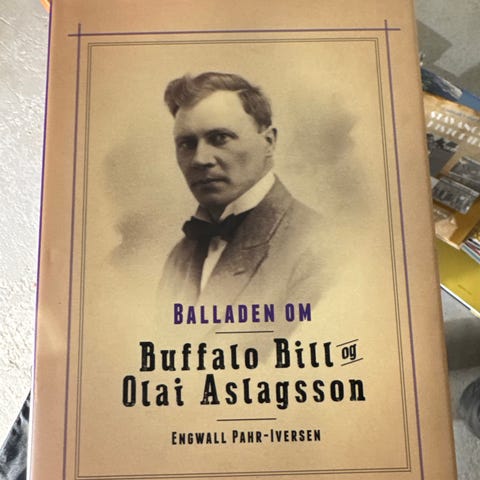 BALLADEN OM
Buffalo Bill og
Olai Aslagsson
ENGWALL PAHR-IVERSEN